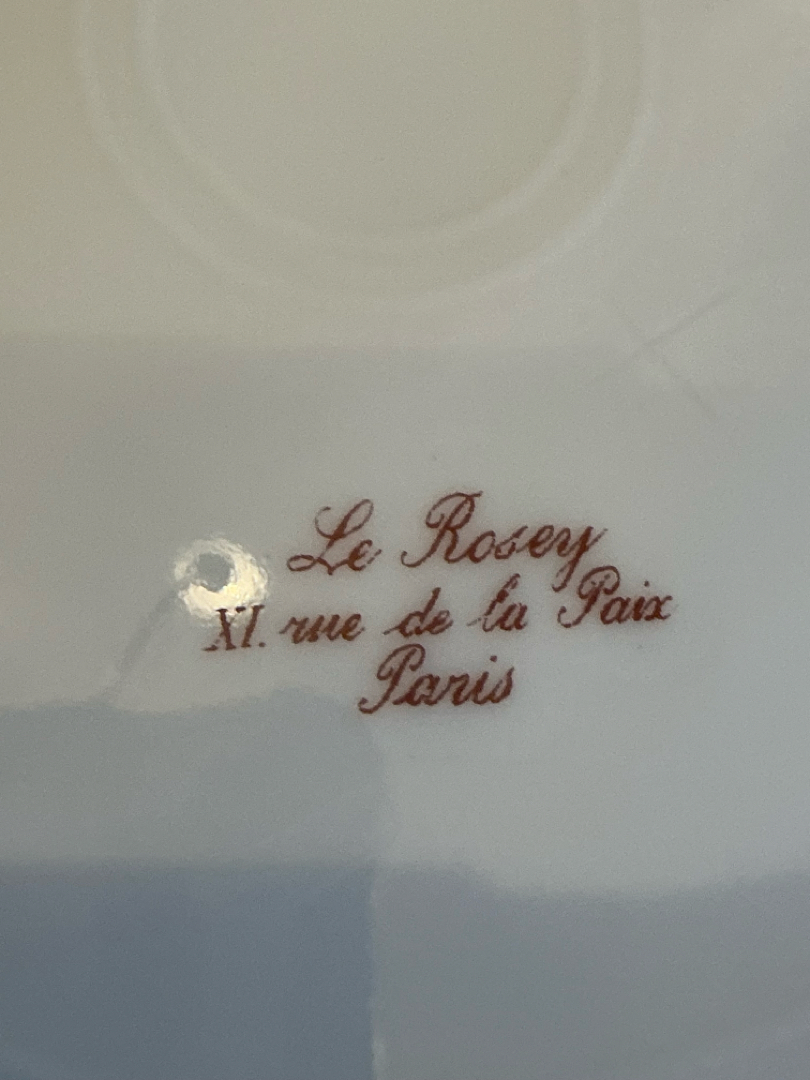 Le Rosey
XI. rue de la Paix
Paris